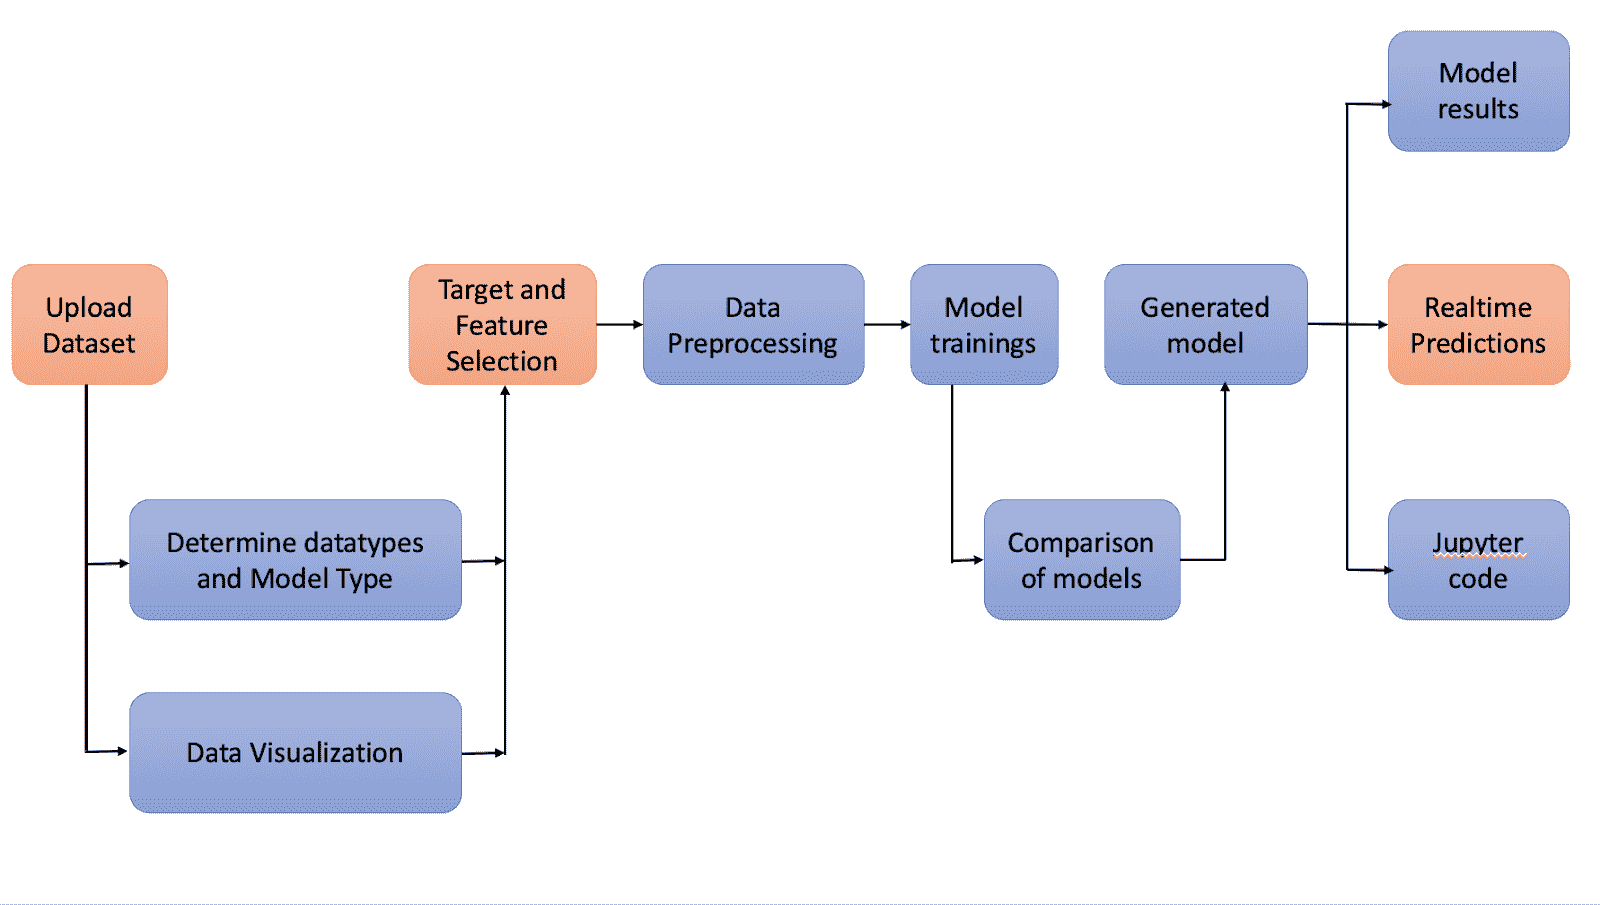 Upload
Dataset
Determine datatypes
and Model Type
Data Visualization
Target and
Feature
Selection
Data
Preprocessing
Model
trainings
Comparison
of models
Generated
model
Model
results
Realtime
Predictions
Jupyter
code